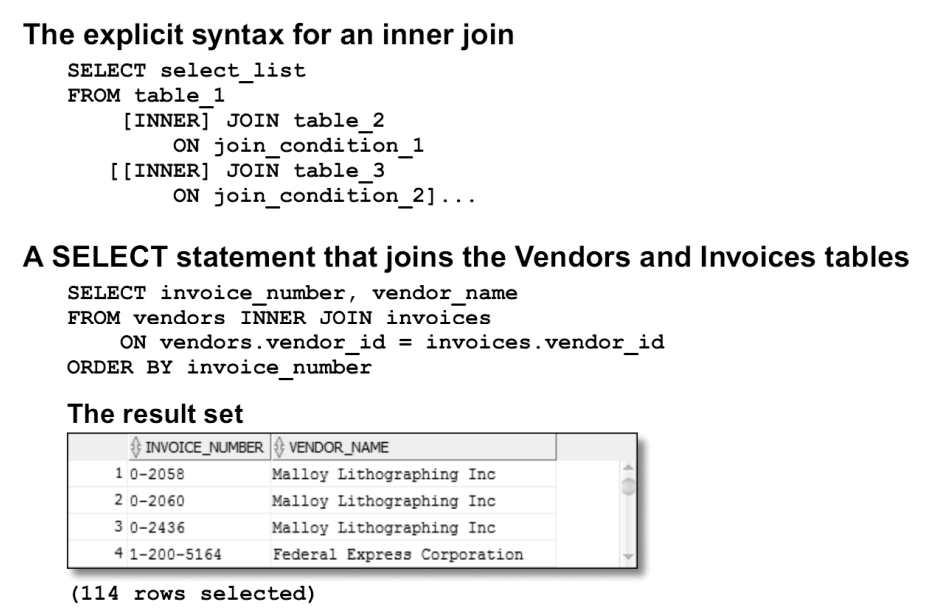 The explicit syntax for an inner join
SELECT select_list
FROM table_1
[INNER] JOIN table_2
ON join_condition_1
[[INNER] JOIN table_3
ON join_condition_2]...
A SELECT statement that joins the Vendors and Invoices tables
SELECT invoice_number, vendor_name
FROM vendors INNER JOIN invoices
ON vendors.vendor_id = invoices.vendor_id
ORDER BY invoice_number
The result set
INVOICE_NUMBER VENDOR_NAME
1 0-2058 Malloy Lithographing Inc
2 0-2060 Malloy Lithographing Inc
3 0-2436 Malloy Lithographing Inc
4 1-200-5164 Federal Express Corporation
(114 rows selected)